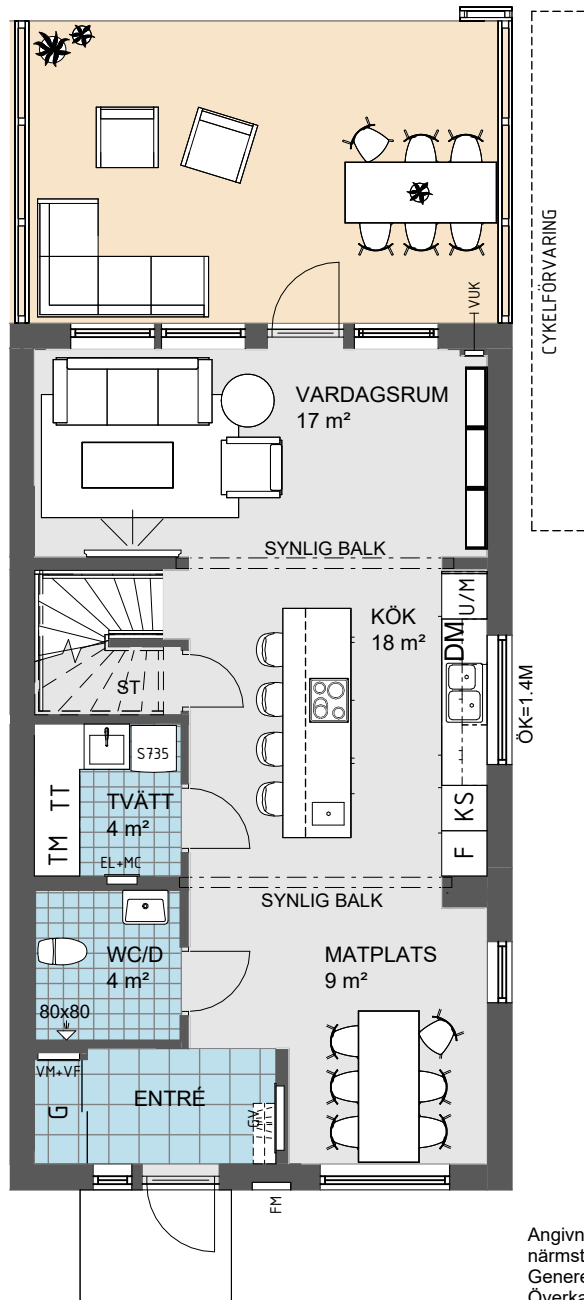 CYKELFÖRVARING
VUK
VARDAGSRUM
17 m²
SYNLIG BALK
U/M
KÖK
18 m²
DM
ÖK=1.4M
ST
S735
TT
TVÄTT
4 m²
TM
KS
EL+MC
F
SYNLIG BALK
WC/D
4 m²
MATPLATS
9 m²
80x80
VM+VF
G
ENTRÉ
GV
FM
Angivn
närmst
Genere
Överka